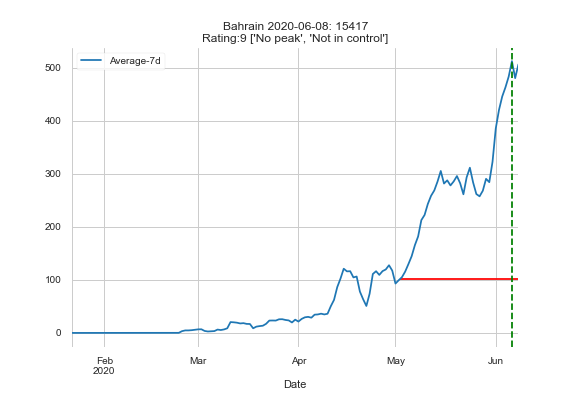 Bahrain 2020-06-08: 15417
Rating:9 ['No peak', 'Not in control']
Average-7d
500
400
300
200
100
0
Feb
2020
Mar
Apr
May
Jun
Date